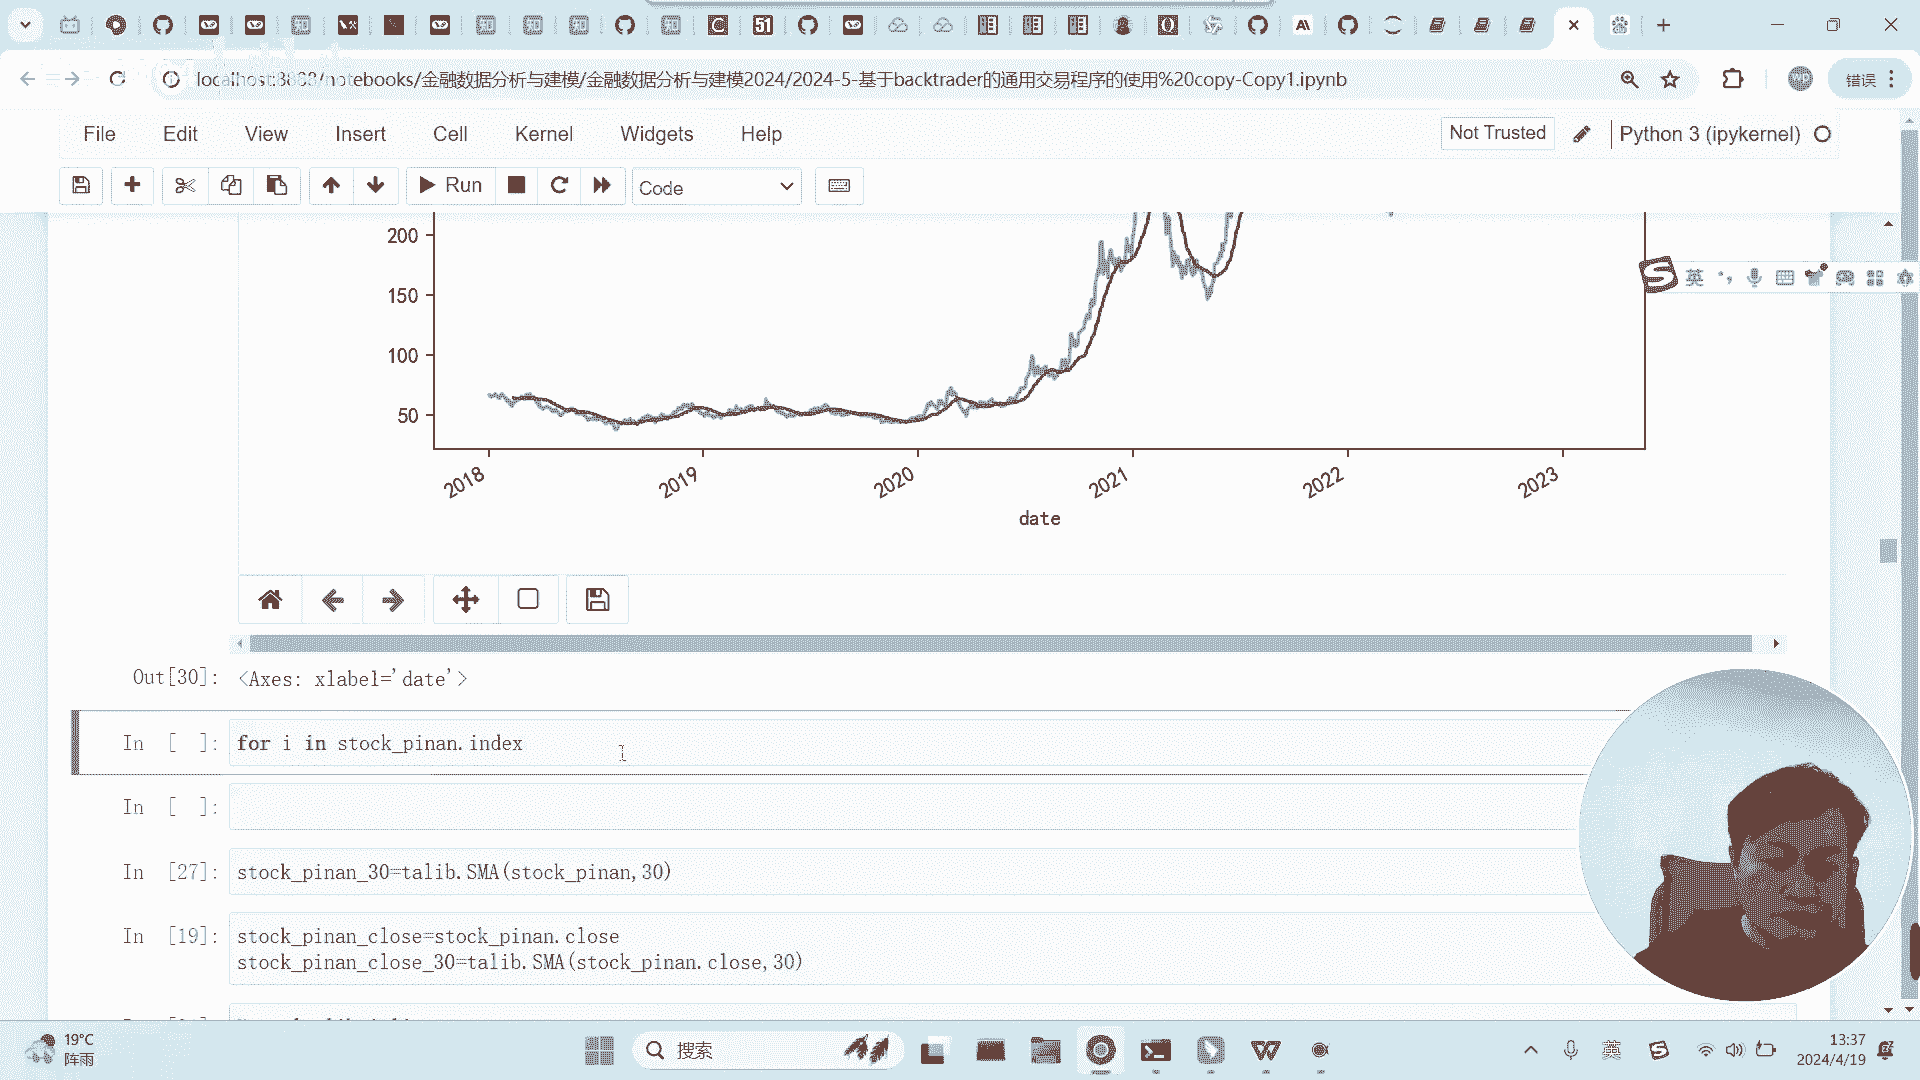 localhost:8888/notebooks/金融数据分析与建模/金融数据分析与建模2024/2024-5-基于backtrader的通用交易程序的使用%20copy-Copy1.ipynb
错误
File Edit View Insert Cell Kernel Widgets Help
Not Trusted
Python 3 (ipykernel)
Run
Code
200
150
100
50
2018
2019
2020
2021
2022
2023
date
英
Out[30]: <Axes: xlabel='date'>
In [ ]: for i in stock_pinan.index
In [ ]:
In [27]: stock_pinan_30=talib.SMA(stock_pinan,30)
In [19]: stock_pinan_close=stock_pinan.close
stock_pinan_close_30=talib.SMA(stock_pinan.close,30)
19°C
阵雨
搜索
英
13:37
2024/4/19